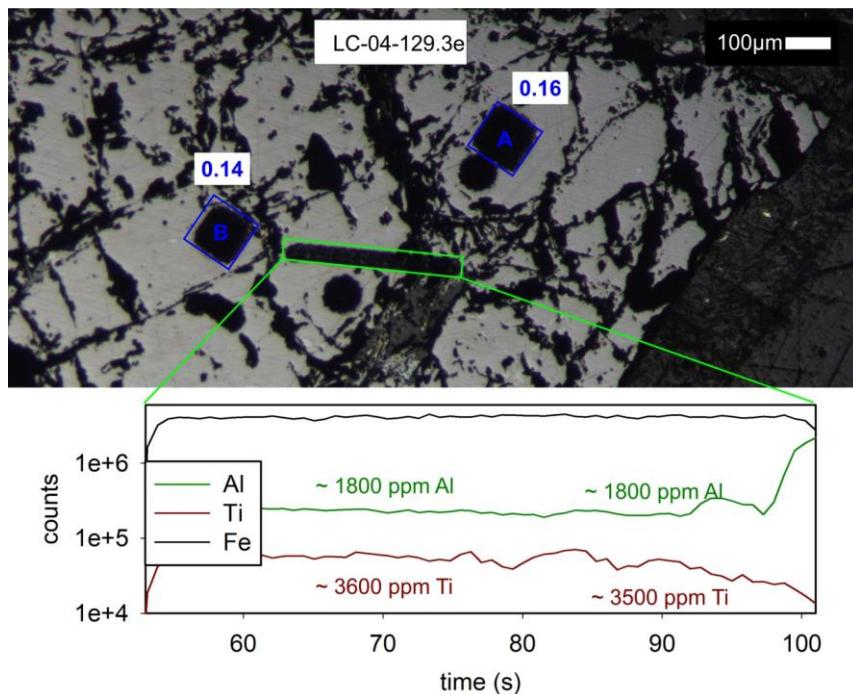 LC-04-129.3e
100µm
0.16
A
0.14
B
1e+6
1e+5
1e+4
counts
Al
Ti
Fe
~ 1800 ppm Al
~ 1800 ppm Al
~ 3600 ppm Ti
~ 3500 ppm Ti
60
70
80
90
100
time (s)